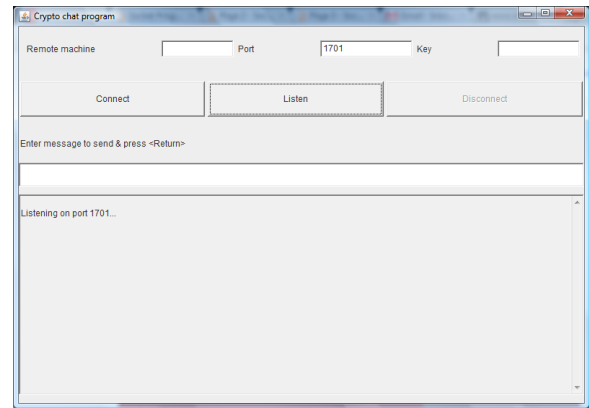 Crypto chat program
Remote machine Port 1701 Key
Connect Listen Disconnect
Enter message to send & press <Return>
Listening on port 1701...